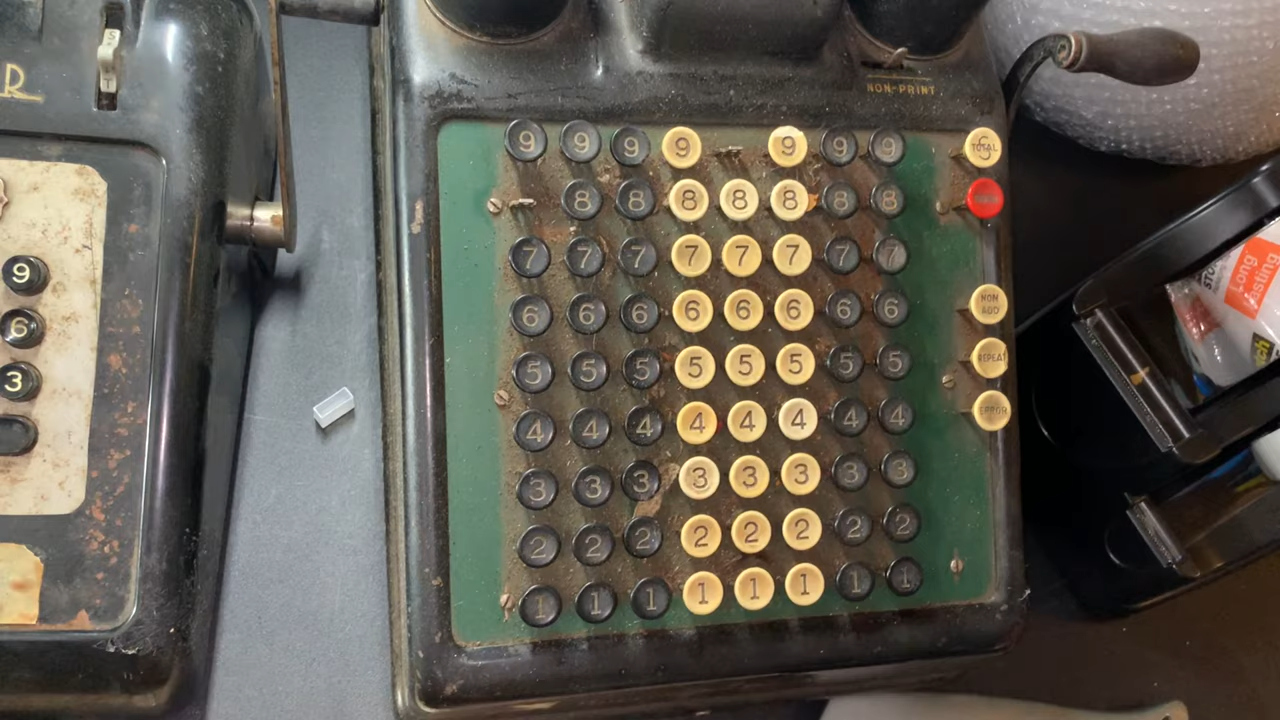 S
R
NON-PRINT
9 9 9 9 9 9 9 TOTAL S
8 8 8 8 8 8 8
7 7 7 7 7 7 7 7
6 6 6 6 6 6 6 6 NON ADD
5 5 5 5 5 5 5 5 REPEAT
4 4 4 4 4 4 4 4 ERROR
3 3 3 3 3 3 3 3
2 2 2 2 2 2 2 2
1 1 1 1 1 1 1 1
9
6
3
Long
lasting